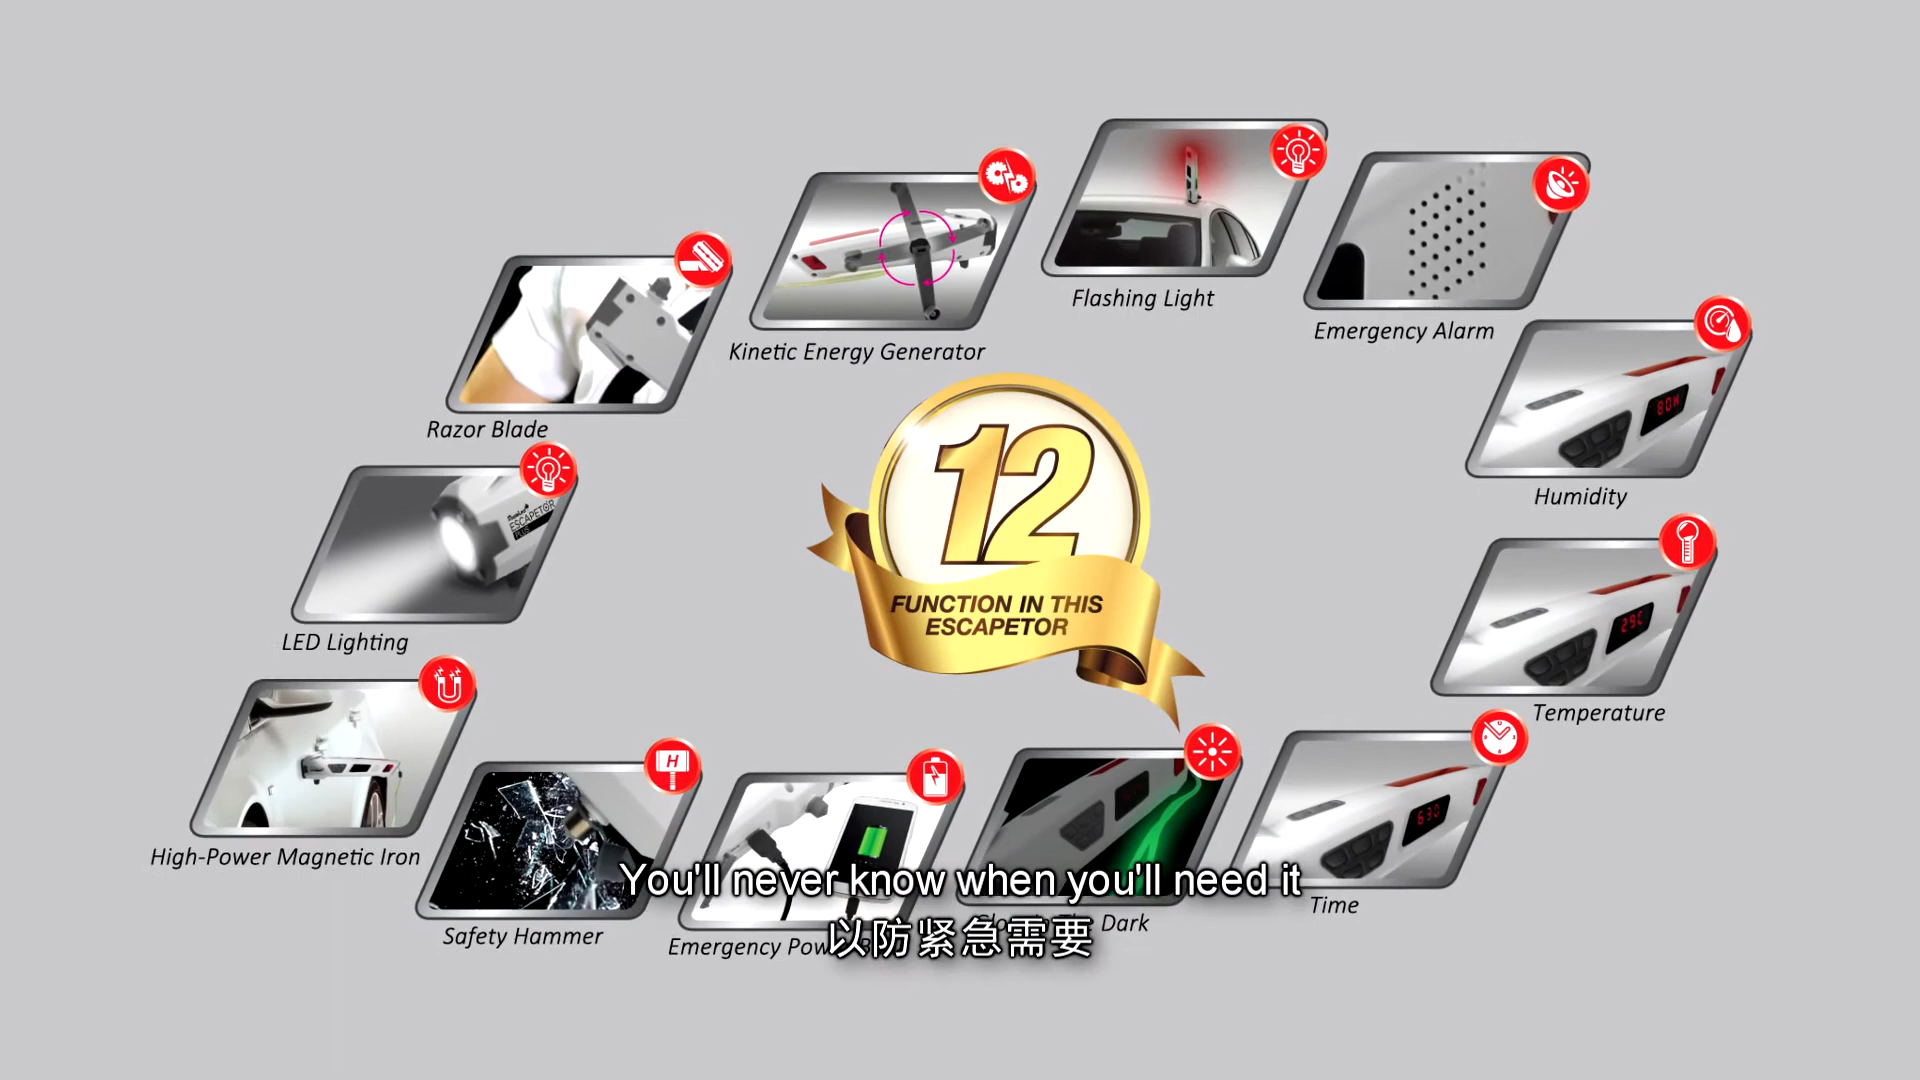 Flashing Light
Emergency Alarm
Kinetic Energy Generator
Razor Blade
Humidity
12
FUNCTION IN THIS
ESCAPETOR
ESCAPETOR
PLUS
LED Lighting
Temperature
High-Power Magnetic Iron
H
Safety Hammer
Emergency
Dark
Time
You'll never know when you'll need it
以防紧急需要